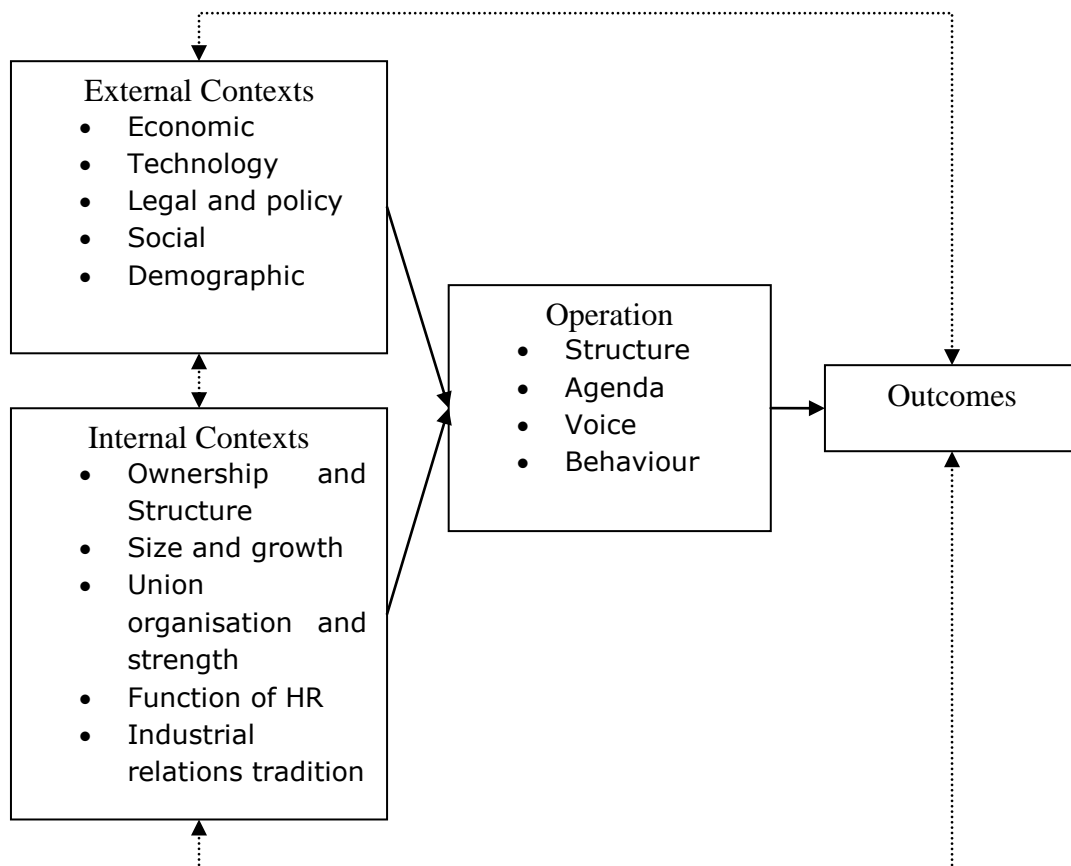 External Contexts
• Economic
• Technology
• Legal and policy
• Social
• Demographic
Internal Contexts
• Ownership and
Structure
• Size and growth
• Union
organisation and
strength
• Function of HR
• Industrial
relations tradition
Operation
• Structure
• Agenda
• Voice
• Behaviour
Outcomes